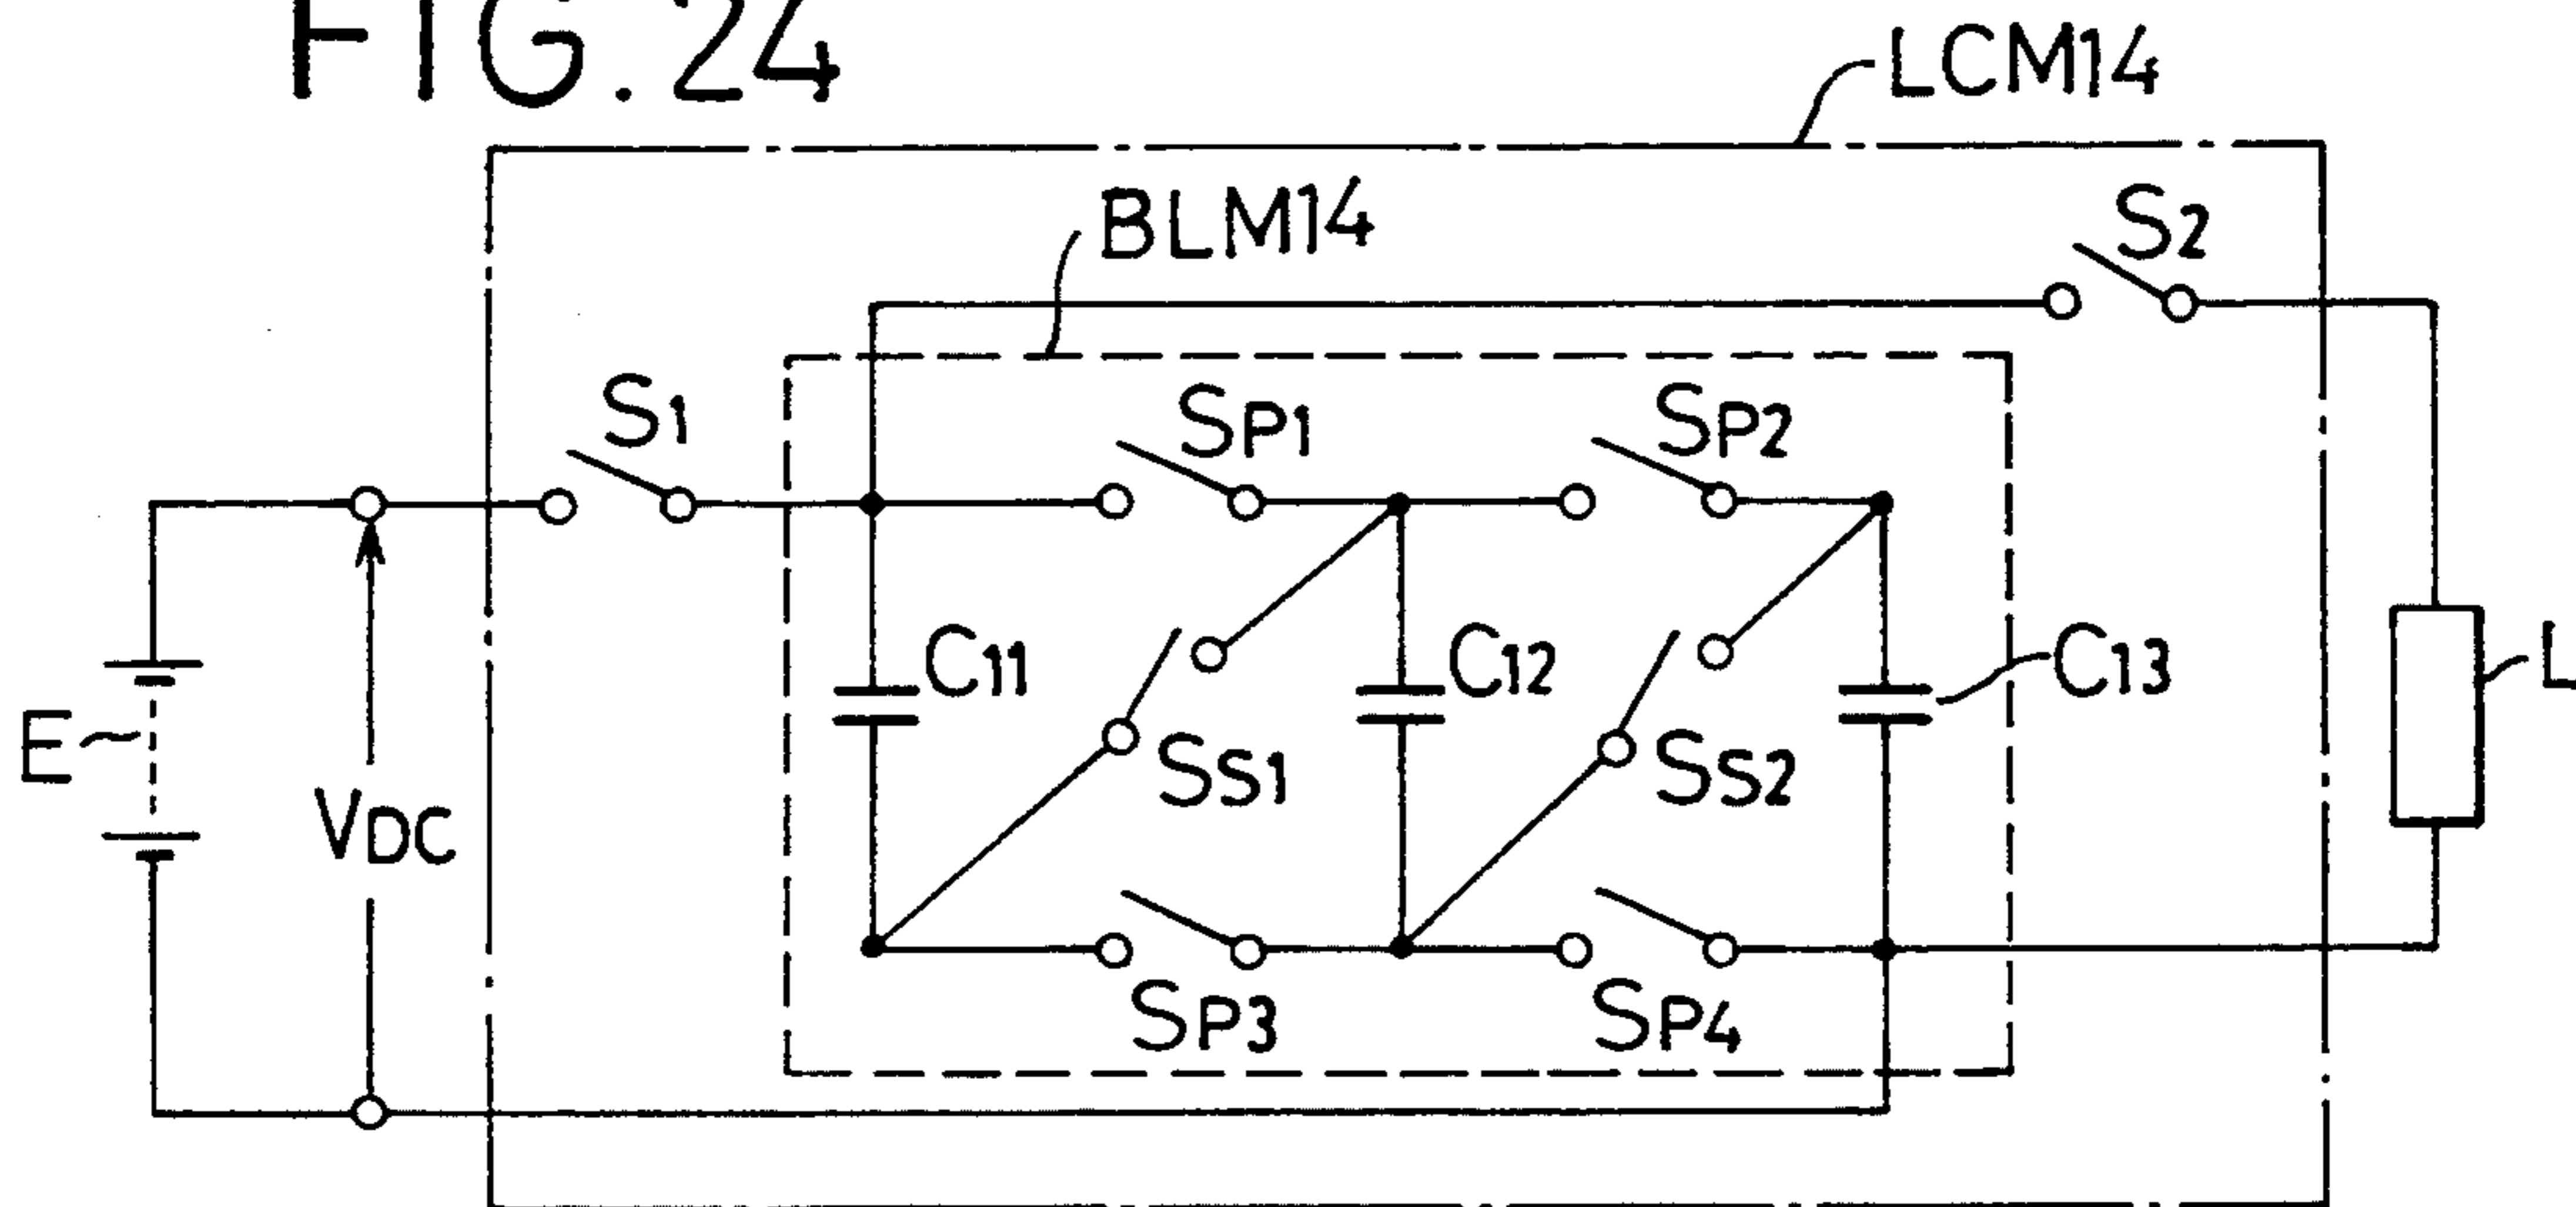 FIG.24
LCM14
BLM14
S2
S1
SP1
SP2
C11
C12
C13
L
E
SS1
SS2
VDC
SP3
SP4